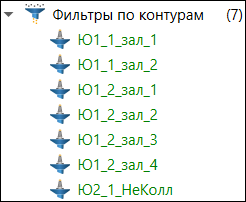 Фильтры по контурам (7)
Ю1_1_зал_1
Ю1_1_зал_2
Ю1_2_зал_1
Ю1_2_зал_2
Ю1_2_зал_3
Ю1_2_зал_4
Ю2_1_НеКолл